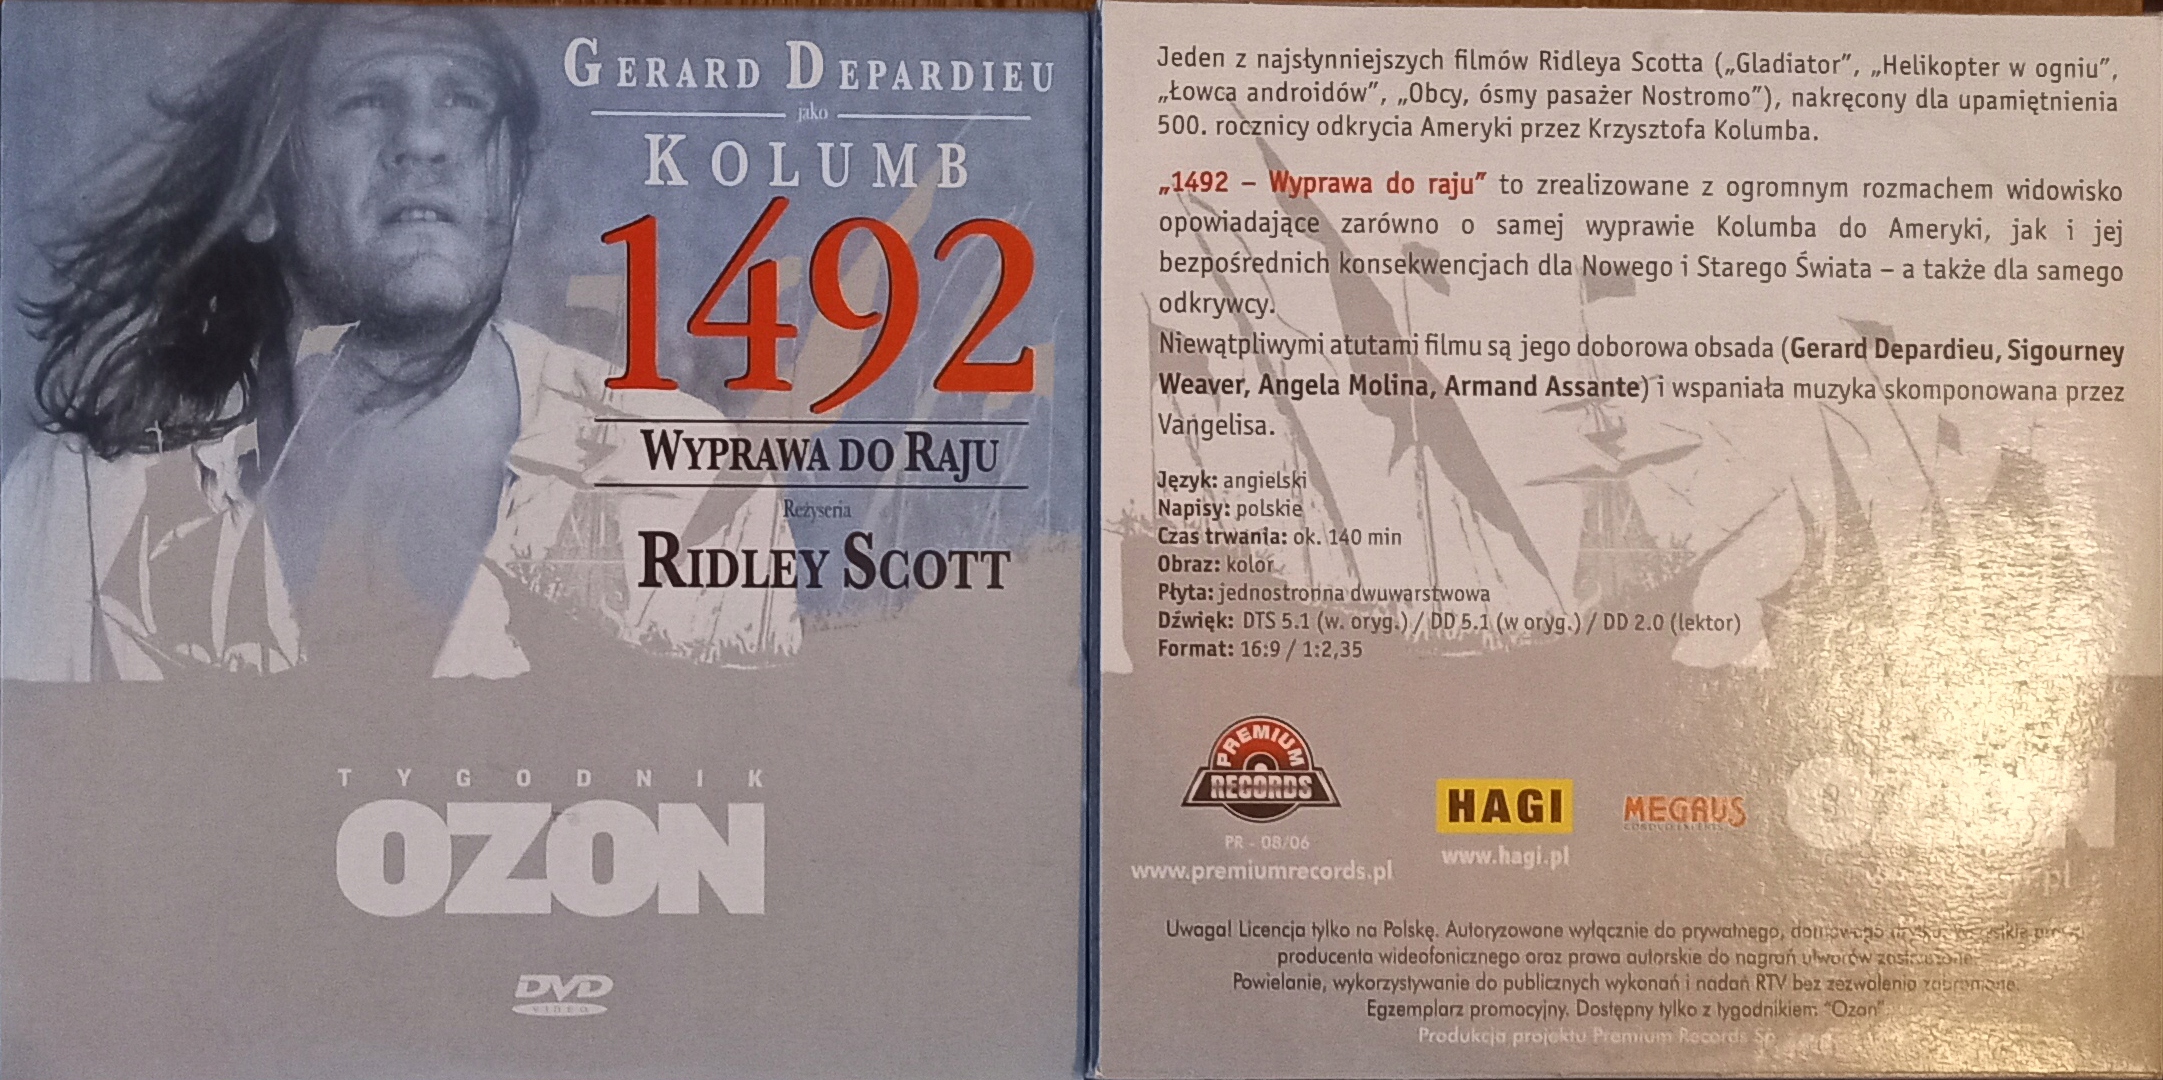 GERARD DEPARDIEU
jako
KOLUMB
1492
WYPRAWA DO RAJU
Reżyseria
RIDLEY SCOTT
TYGODNIK
OZON
DVD
VIDEO
Jeden z najsłynniejszych filmów Ridleya Scotta („Gladiator”, „Helikopter w ogniu”,
„Łowca androidów”, „Obcy, ósmy pasażer Nostromo”), nakręcony dla upamiętnienia
500. rocznicy odkrycia Ameryki przez Krzysztofa Kolumba.
„1492 – Wyprawa do raju” to zrealizowane z ogromnym rozmachem widowisko
opowiadające zarówno o samej wyprawie Kolumba do Ameryki, jak i jej
bezpośrednich konsekwencjach dla Nowego i Starego Świata – a także dla samego
odkrywcy.
Niewątpliwymi atutami filmu są jego doborowa obsada (Gerard Depardieu, Sigourney
Weaver, Angela Molina, Armand Assante) i wspaniała muzyka skomponowana przez
Vangelisa.
Język: angielski
Napisy: polskie
Czas trwania: ok. 140 min
Obraz: kolor
Płyta: jednostronna dwuwarstwowa
Dźwięk: DTS 5.1 (w. oryg.) / DD 5.1 (w oryg.) / DD 2.0 (lektor)
Format: 16:9 / 1:2,35
PREMIUM
RECORDS
PR - 08/06
www.premiumrecords.pl
HAGI
www.hagi.pl
MEGAUS
Uwaga! Licencja tylko na Polskę. Autoryzowane wyłącznie do prywatnego,
producenta wideofonicznego oraz prawa autorskie do nagrań utworów zastrzeżone.
Powielanie, wykorzystywanie do publicznych wykonań i nadań RTV bez zezwolenia zabronione.
Egzemplarz promocyjny. Dostępny tylko z tygodnikiem "Ozon"
Produkcja projektu Premium Records Sp.